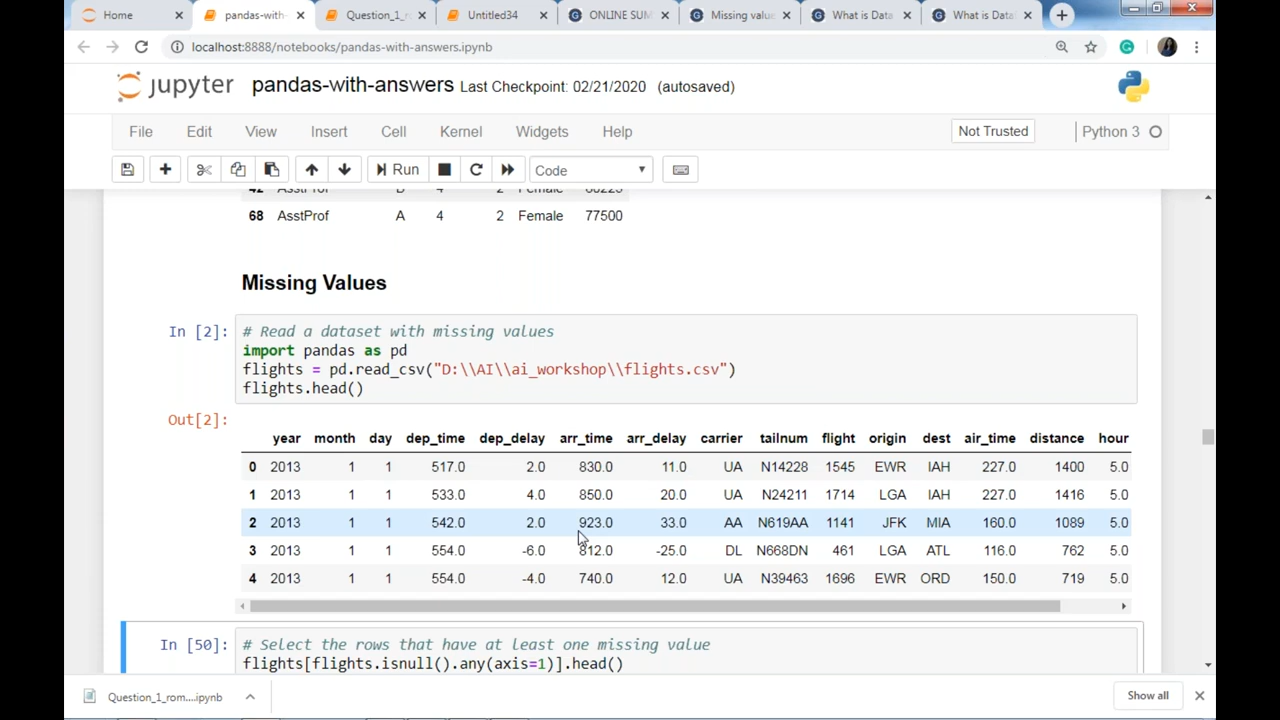 Home
pandas-with-
Question_1_ro
Untitled34
ONLINE SUM
Missing value
What is Data
What is Data
localhost:8888/notebooks/pandas-with-answers.ipynb
jupyter pandas-with-answers Last Checkpoint: 02/21/2020 (autosaved)
File Edit View Insert Cell Kernel Widgets Help Not Trusted Python 3
Run Code
42 AsstProf B 4 2 Female
68 AsstProf A 4 2 Female 77500
Missing Values
In [2]: # Read a dataset with missing values
import pandas as pd
flights = pd.read_csv("D:\\AI\\ai_workshop\\flights.csv")
flights.head()
Out[2]:
year month day dep_time dep_delay arr_time arr_delay carrier tailnum flight origin dest air_time distance hour
0 2013 1 1 517.0 2.0 830.0 11.0 UA N14228 1545 EWR IAH 227.0 1400 5.0
1 2013 1 1 533.0 4.0 850.0 20.0 UA N24211 1714 LGA IAH 227.0 1416 5.0
2 2013 1 1 542.0 2.0 923.0 33.0 AA N619AA 1141 JFK MIA 160.0 1089 5.0
3 2013 1 1 554.0 -6.0 812.0 -25.0 DL N668DN 461 LGA ATL 116.0 762 5.0
4 2013 1 1 554.0 -4.0 740.0 12.0 UA N39463 1696 EWR ORD 150.0 719 5.0
In [50]: # Select the rows that have at least one missing value
flights[flights.isnull().any(axis=1)].head()
Question_1_rom....ipynb
Show all